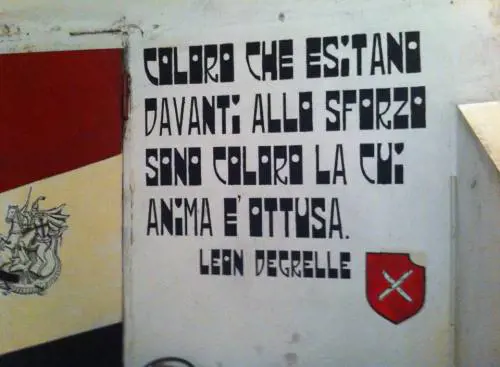 COLORO CHE ESITANO
DAVANTI ALLO SFORZO
SONO COLORO LA CUI
ANIMA E' OTTUSA.
LEON DEGRELLE